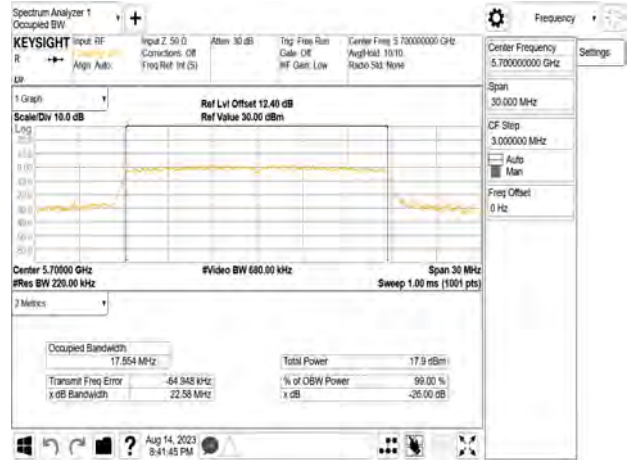 Spectrum Analyzer 1
Occupied BW
Frequency
KEYSIGHT
Input: RF
Input Z: 50 Ω
Atten: 30 dB
Trig: Free Run
Center Freq: 5.700000000 GHz
R
Corrections: Off
Gate: Off
Avg|Hold: 10/10
Align: Auto
Freq Ref: Int (S)
#IF Gain: Low
Radio Std: None
Center Frequency
5.700000000 GHz
Settings
Span
30.000 MHz
CF Step
3.000000 MHz
Auto
Man
Freq Offset
0 Hz
1 Graph
Scale/Div 10.0 dB
Ref Lvl Offset 12.40 dB
Ref Value 30.00 dBm
Log
Center 5.70000 GHz
#Video BW 680.00 kHz
Span 30 MHz
#Res BW 220.00 kHz
Sweep 1.00 ms (1001 pts)
2 Metrics
Occupied Bandwidth
17.554 MHz
Total Power
17.9 dBm
Transmit Freq Error
-64.948 kHz
% of OBW Power
99.00 %
x dB Bandwidth
22.58 MHz
x dB
-26.00 dB
Aug 14, 2023
8:41:45 PM